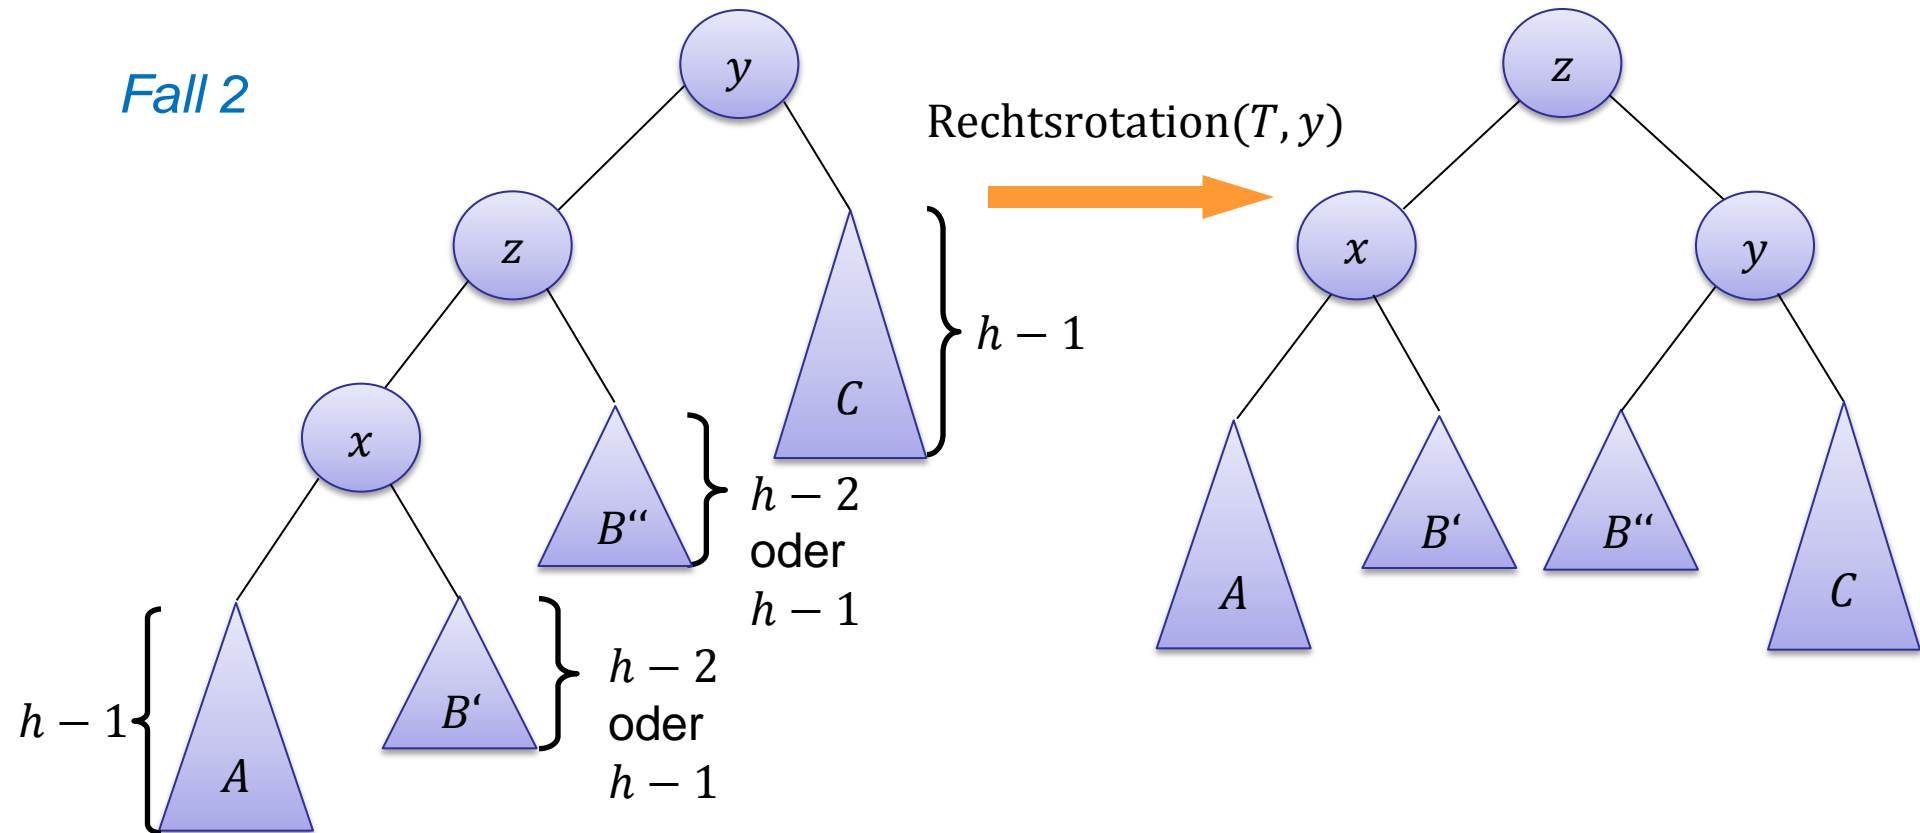 Fall 2
y
z
x
A
B‘
B‘‘
C
h − 1
h − 2
oder
h − 1
h − 2
oder
h − 1
h − 1
Rechtsrotation(T, y)
z
x
y
A
B‘
B‘‘
C